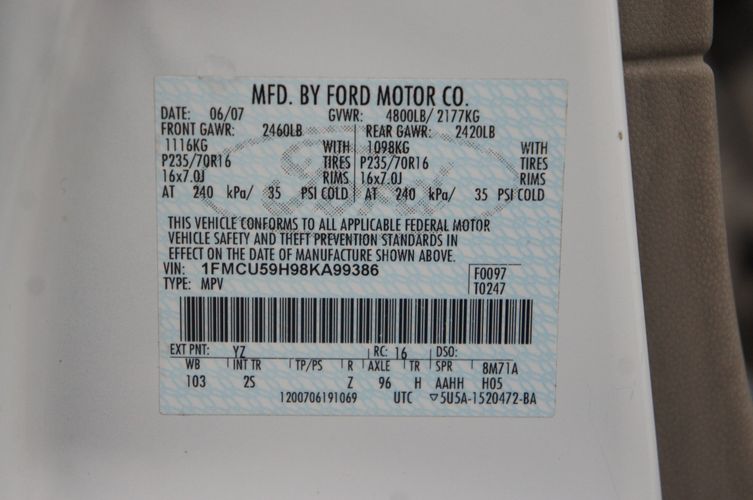 MFD. BY FORD MOTOR CO.
DATE: 06/07 GVWR: 4800LB/ 2177KG
FRONT GAWR: 2460LB REAR GAWR: 2420LB
1116KG WITH 1098KG WITH
P235/70R16 TIRES P235/70R16 TIRES
16x7.0J RIMS 16x7.0J RIMS
AT 240 kPa/ 35 PSI COLD AT 240 kPa/ 35 PSI COLD
THIS VEHICLE CONFORMS TO ALL APPLICABLE FEDERAL MOTOR
VEHICLE SAFETY AND THEFT PREVENTION STANDARDS IN
EFFECT ON THE DATE OF MANUFACTURE SHOWN ABOVE.
VIN: 1FMCU59H98KA99386 F0097
TYPE: MPV T0247
EXT PNT: YZ RC: 16 DSO:
WB INT TR TP/PS R AXLE TR SPR 8M71A
103 2S Z 96 H AAHH H05
1200706191069 UTC ▽5U5A-1520472-BA